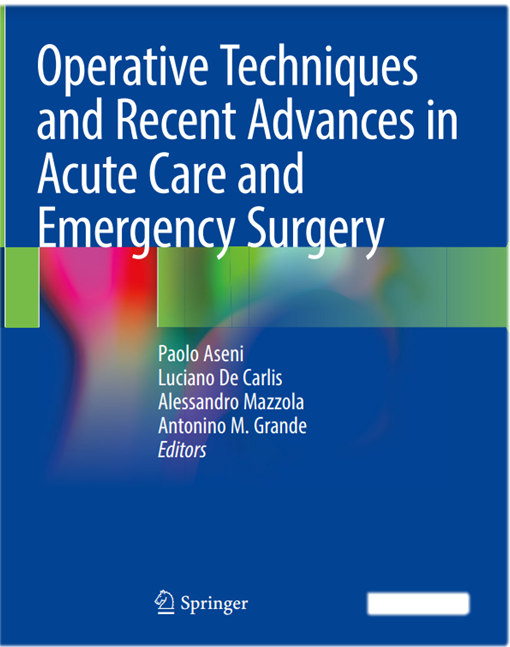 Operative Techniques
and Recent Advances in
Acute Care and
Emergency Surgery
Paolo Aseni
Luciano De Carlis
Alessandro Mazzola
Antonino M. Grande
Editors
Springer